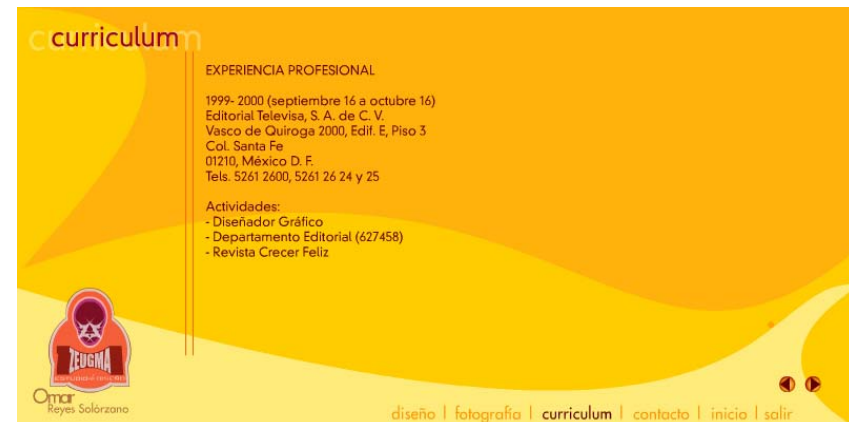 curriculum
EXPERIENCIA PROFESIONAL
1999- 2000 (septiembre 16 a octubre 16)
Editorial Televisa, S. A. de C. V.
Vasco de Quiroga 2000, Edif. E, Piso 3
Col. Santa Fe
01210, México D. F.
Tels. 5261 2600, 5261 26 24 y 25
Actividades:
- Diseñador Gráfico
- Departamento Editorial (627458)
- Revista Crecer Feliz
ZEUGMA
Omar
Reyes Solórzano
diseño | fotografía | curriculum | contacto | inicio | salir